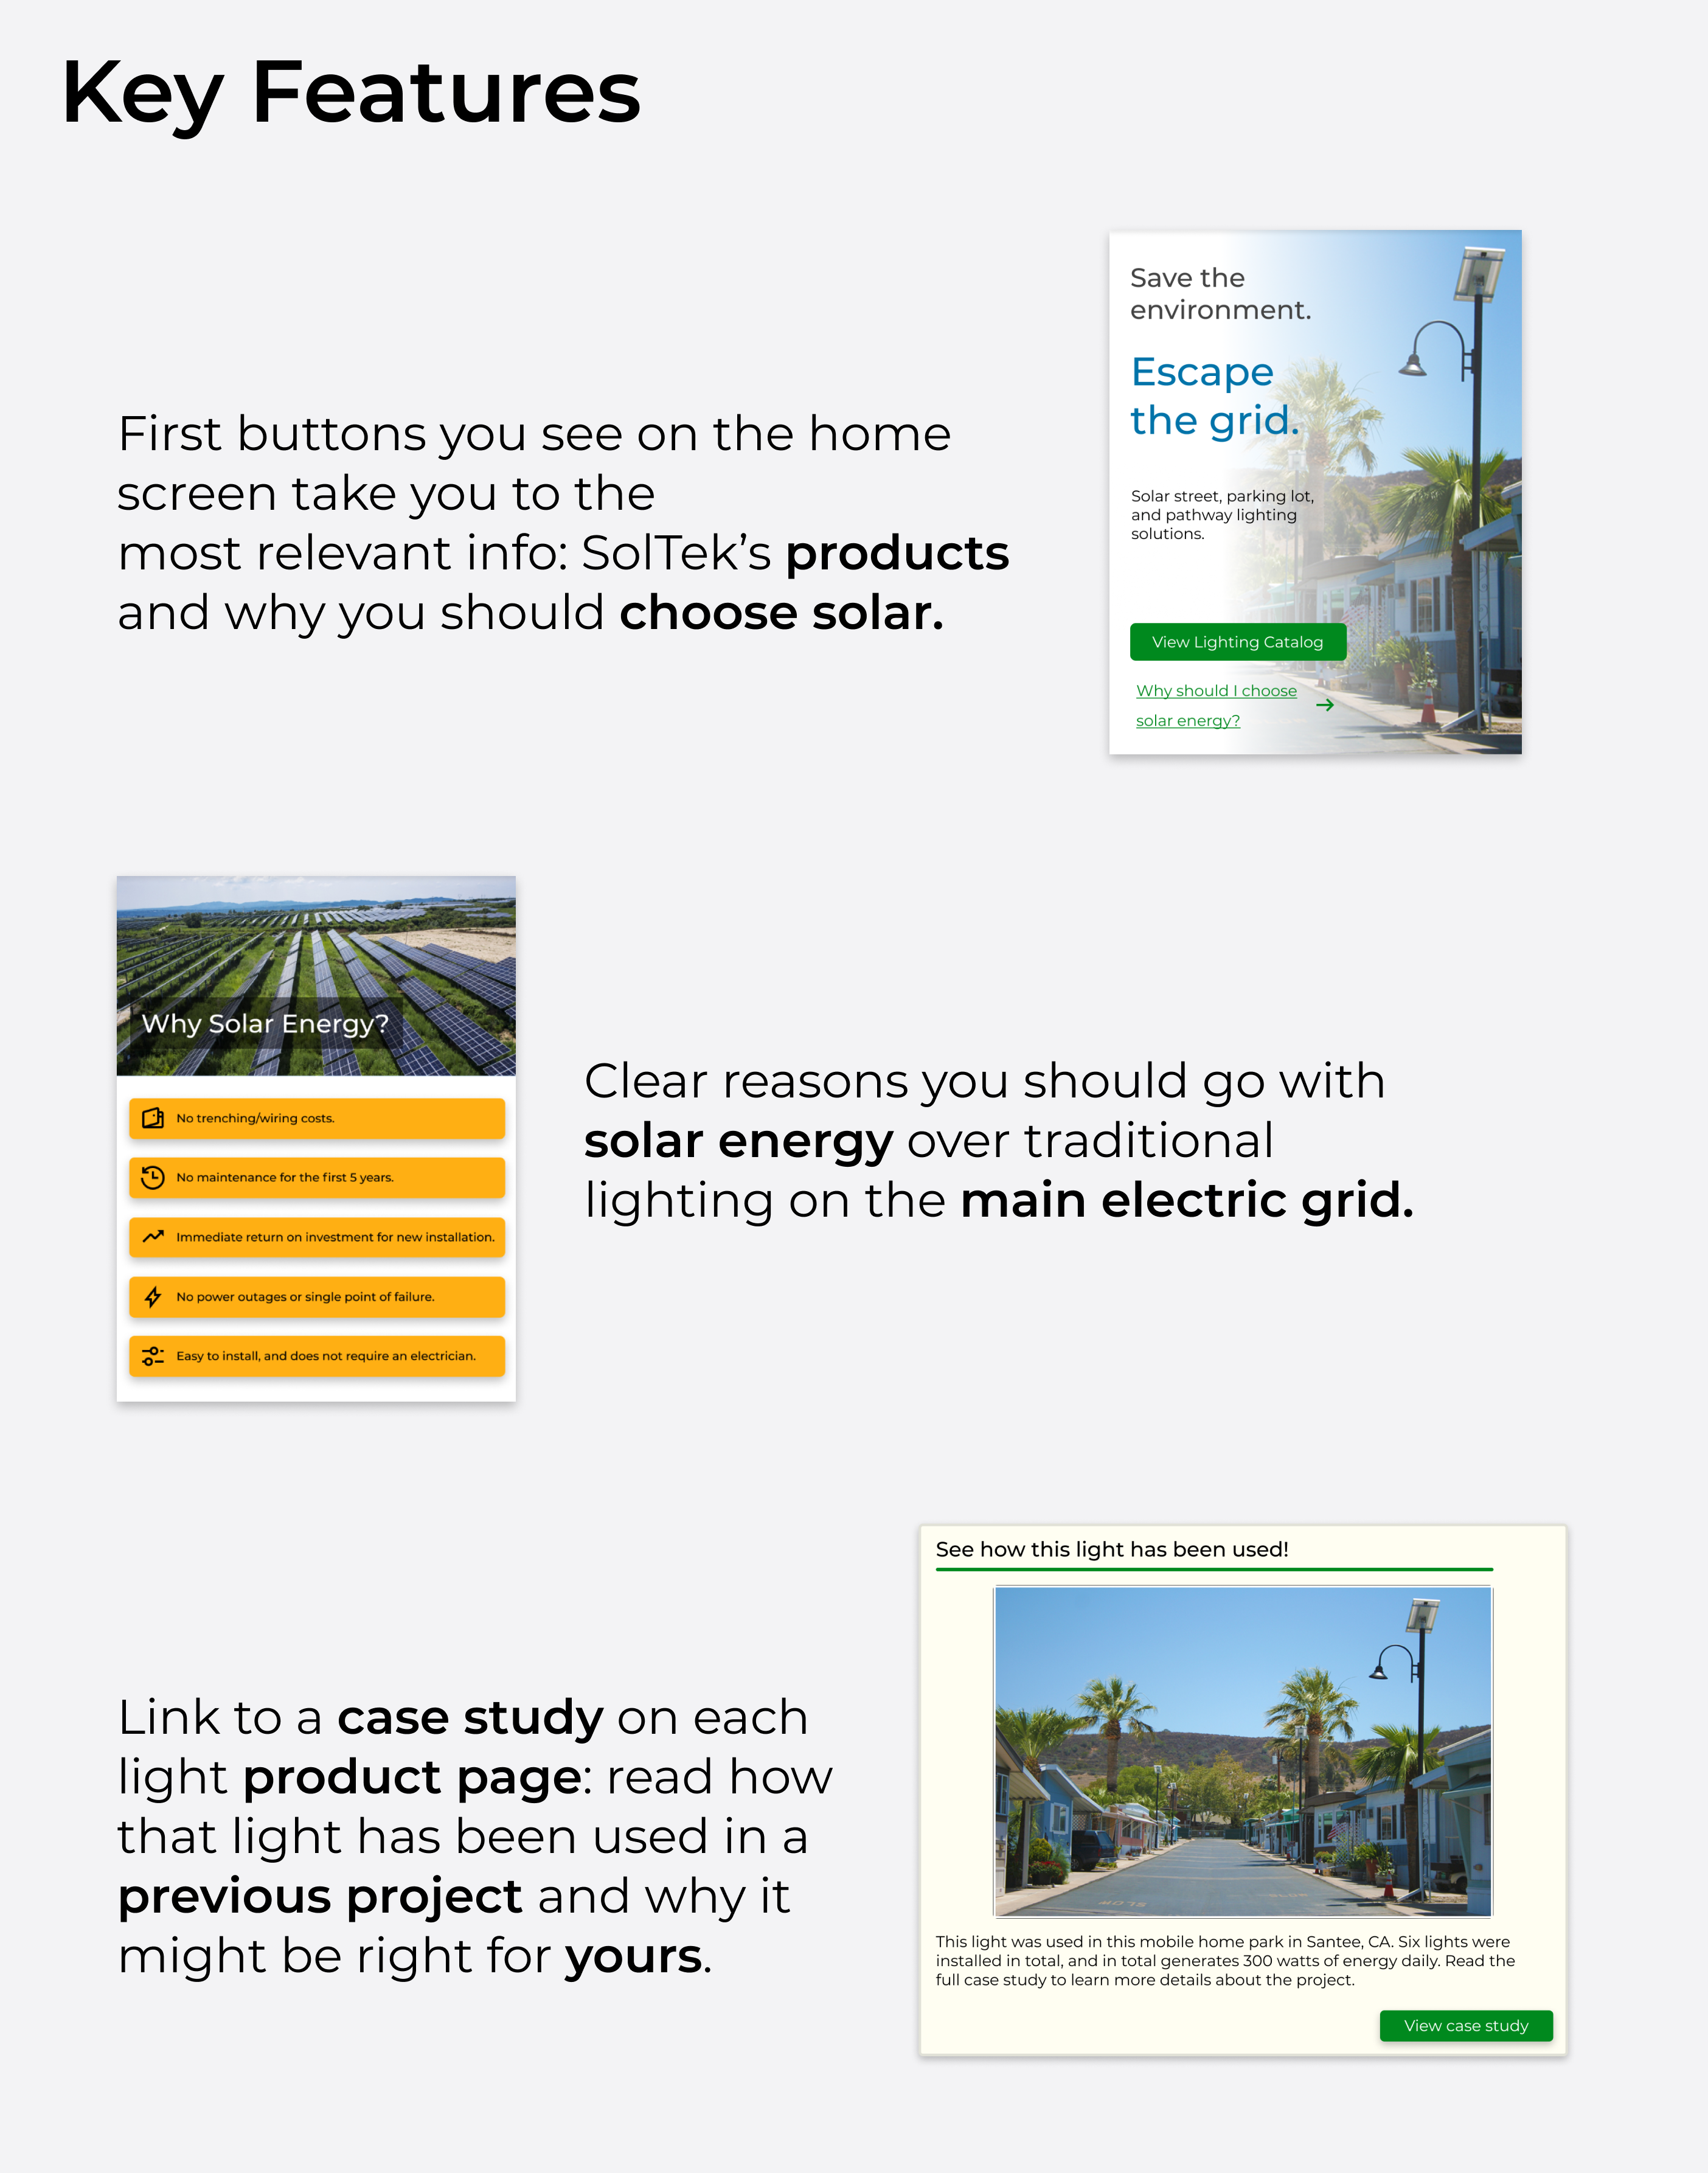 Key Features
First buttons you see on the home
screen take you to the
most relevant info: SolTek’s products
and why you should choose solar.
Save the
environment.
Escape
the grid.
Solar street, parking lot,
and pathway lighting
solutions.
View Lighting Catalog
Why should I choose
solar energy?
Why Solar Energy?
No trenching/wiring costs.
No maintenance for the first 5 years.
Immediate return on investment for new installation.
No power outages or single point of failure.
Easy to install, and does not require an electrician.
Clear reasons you should go with
solar energy over traditional
lighting on the main electric grid.
Link to a case study on each
light product page: read how
that light has been used in a
previous project and why it
might be right for yours.
See how this light has been used!
SLOW
SLOW
This light was used in this mobile home park in Santee, CA. Six lights were
installed in total, and in total generates 300 watts of energy daily. Read the
full case study to learn more details about the project.
View case study